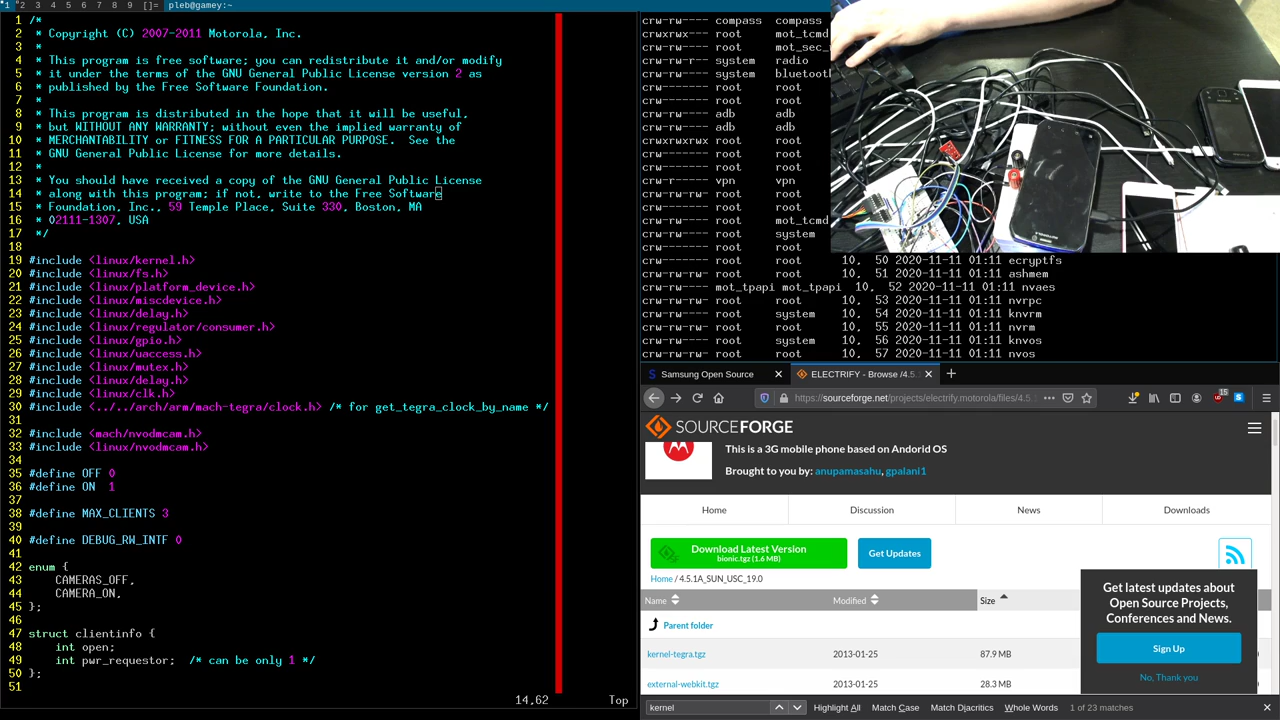 1 2 3 4 5 6 7 8 9 []= pleb@gamey:~
1 /*
2  * Copyright (C) 2007-2011 Motorola, Inc.
3  *
4  * This program is free software; you can redistribute it and/or modify
5  * it under the terms of the GNU General Public License version 2 as
6  * published by the Free Software Foundation.
7  *
8  * This program is distributed in the hope that it will be useful,
9  * but WITHOUT ANY WARRANTY; without even the implied warranty of
10  * MERCHANTABILITY or FITNESS FOR A PARTICULAR PURPOSE.  See the
11  * GNU General Public License for more details.
12  *
13  * You should have received a copy of the GNU General Public License
14  * along with this program; if not, write to the Free Software
15  * Foundation, Inc., 59 Temple Place, Suite 330, Boston, MA
16  * 02111-1307, USA
17  */
18
19 #include <linux/kernel.h>
20 #include <linux/fs.h>
21 #include <linux/platform_device.h>
22 #include <linux/miscdevice.h>
23 #include <linux/delay.h>
24 #include <linux/regulator/consumer.h>
25 #include <linux/gpio.h>
26 #include <linux/uaccess.h>
27 #include <linux/mutex.h>
28 #include <linux/delay.h>
29 #include <linux/clk.h>
30 #include <../../arch/arm/mach-tegra/clock.h> /* for get_tegra_clock_by_name */
31
32 #include <mach/nvodmcam.h>
33 #include <linux/nvodmcam.h>
34
35 #define OFF 0
36 #define ON  1
37
38 #define MAX_CLIENTS 3
39
40 #define DEBUG_RW_INTF 0
41
42 enum {
43     CAMERAS_OFF,
44     CAMERA_ON,
45 };
46
47 struct clientinfo {
48     int open;
49     int pwr_requestor;  /* can be only 1 */
50 };
51
14,62 Top
crw-rw---- compass compass
crwxrwx--- root mot_tcmd
crw-rw---- root mot_sec_
crw-rw-r-- system radio
crw-rw---- system bluetooth
crw------- root root
crw------- root root
crw-rw---- adb adb
crw-rw---- adb adb
crwxrwxrwx root root
crw------- root root
crw------- root root
crw-r----- vpn vpn
crw-rw-rw- root root
crw------- root root
crw-rw---- root mot_tcmd
crw-rw---- root system
crw------- root root
crw-rw---- root system 10, 50 2020-11-11 01:11 ecryptfs
crw------- root root 10, 51 2020-11-11 01:11 ashmem
crw-rw---- mot_tpapi mot_tpapi 10, 52 2020-11-11 01:11 nvaes
crw-rw-rw- root root 10, 53 2020-11-11 01:11 nvrpc
crw-rw---- root system 10, 54 2020-11-11 01:11 knvrm
crw-rw-rw- root root 10, 55 2020-11-11 01:11 nvrm
crw-rw---- root system 10, 56 2020-11-11 01:11 knvos
crw-rw-rw- root root 10, 57 2020-11-11 01:11 nvos
Samsung Open Source
ELECTRIFY - Browse /4.5.
https://sourceforge.net/projects/electrify.motorola/files/4.5.
15
SOURCEFORGE
This is a 3G mobile phone based on Andorid OS
Brought to you by: anupamasahu, gpalani1
Home Discussion News Downloads
Download Latest Version
bionic.tgz (1.6 MB)
Get Updates
Home / 4.5.1A_SUN_USC_19.0
Name Modified Size
Parent folder
kernel-tegra.tgz 2013-01-25 87.9 MB
external-webkit.tgz 2013-01-25 28.3 MB
Get latest updates about
Open Source Projects,
Conferences and News.
Sign Up
No, Thank you
kernel Highlight All Match Case Match Diacritics Whole Words 1 of 23 matches